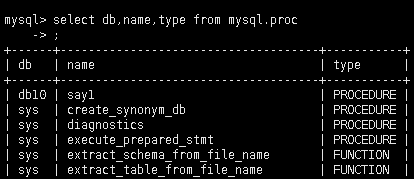 mysql> select db,name,type from mysql.proc
    -> ;
+------+------------------------------+-----------+
| db | name | type |
+------+------------------------------+-----------+
| db10 | say1 | PROCEDURE |
| sys | create_synonym_db | PROCEDURE |
| sys | diagnostics | PROCEDURE |
| sys | execute_prepared_stmt | PROCEDURE |
| sys | extract_schema_from_file_name | FUNCTION |
| sys | extract_table_from_file_name | FUNCTION |